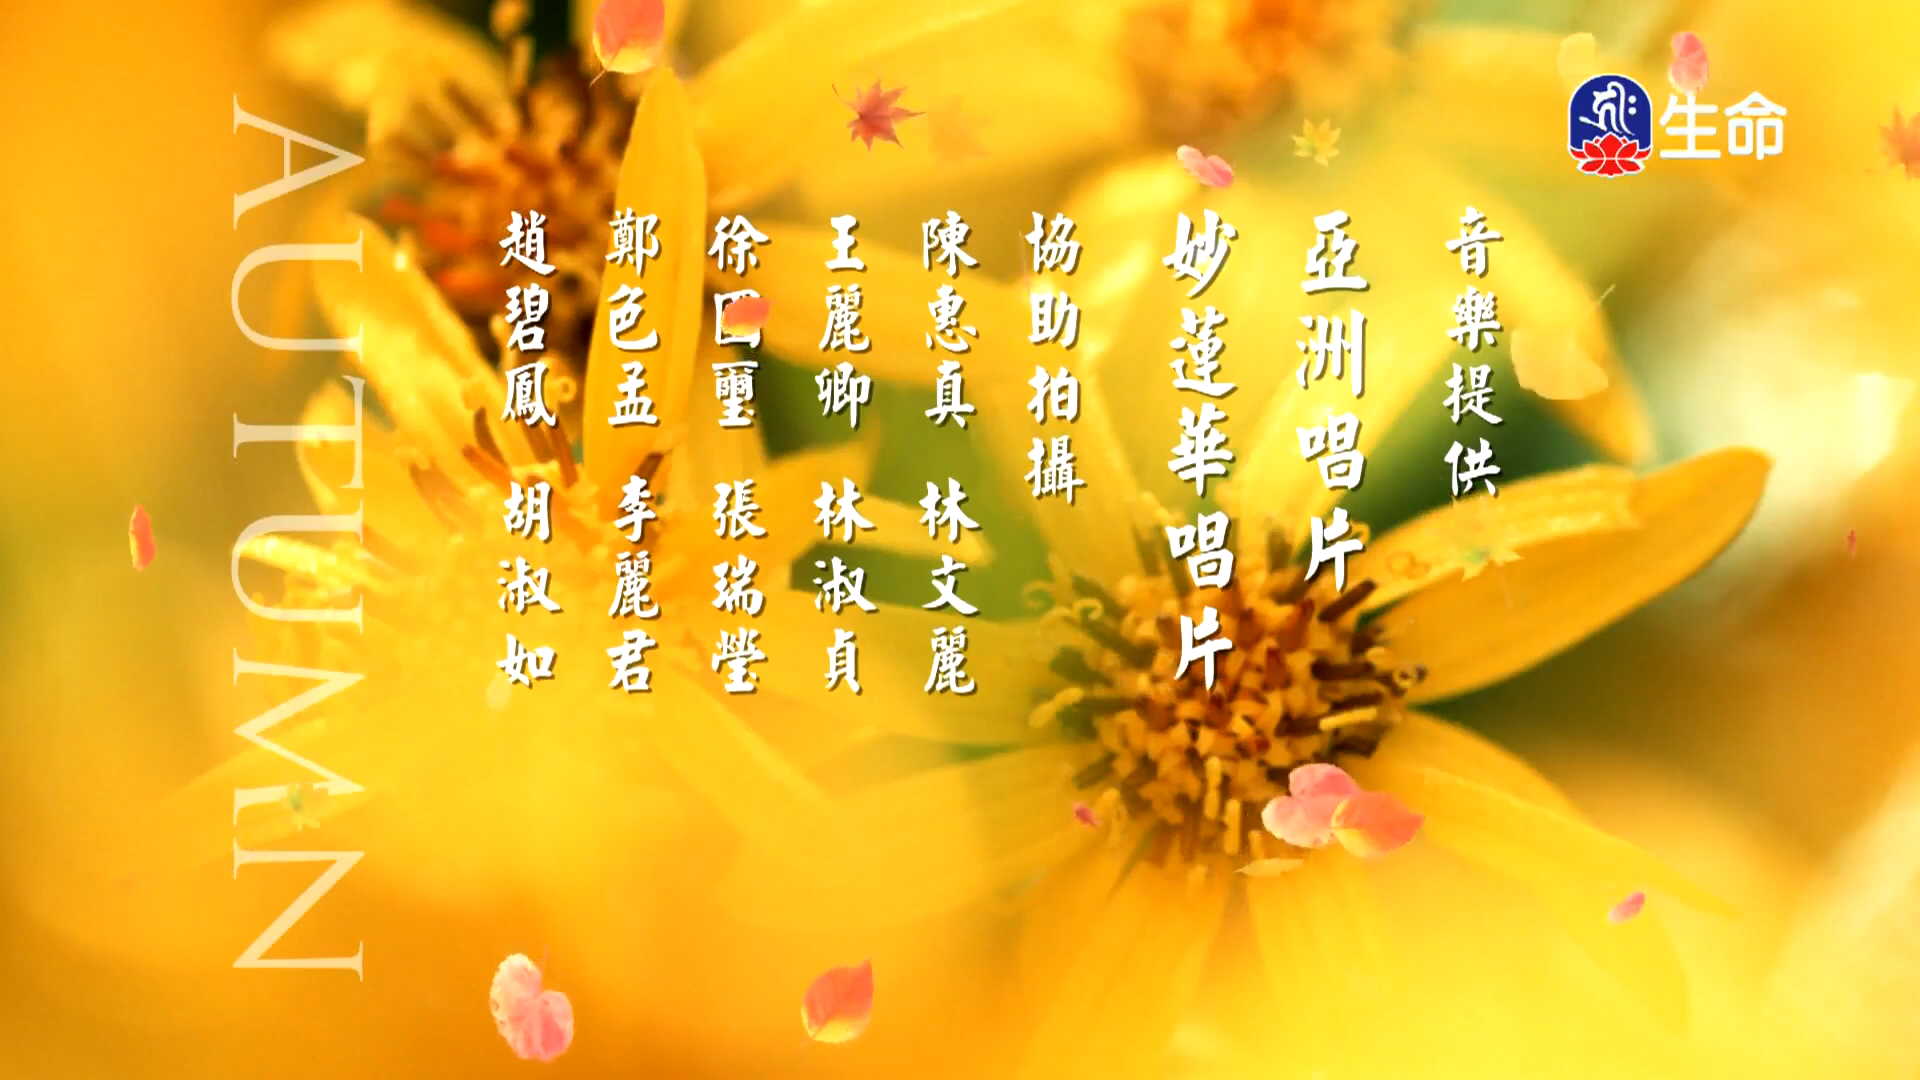 生命
音樂提供
亞洲唱片
妙蓮華唱片
協助拍攝
陳惠真 林文麗
王麗卿 林淑貞
徐 璽 張瑞瑩
鄭色孟 李麗君
趙碧鳳 胡淑如
AUTUMN